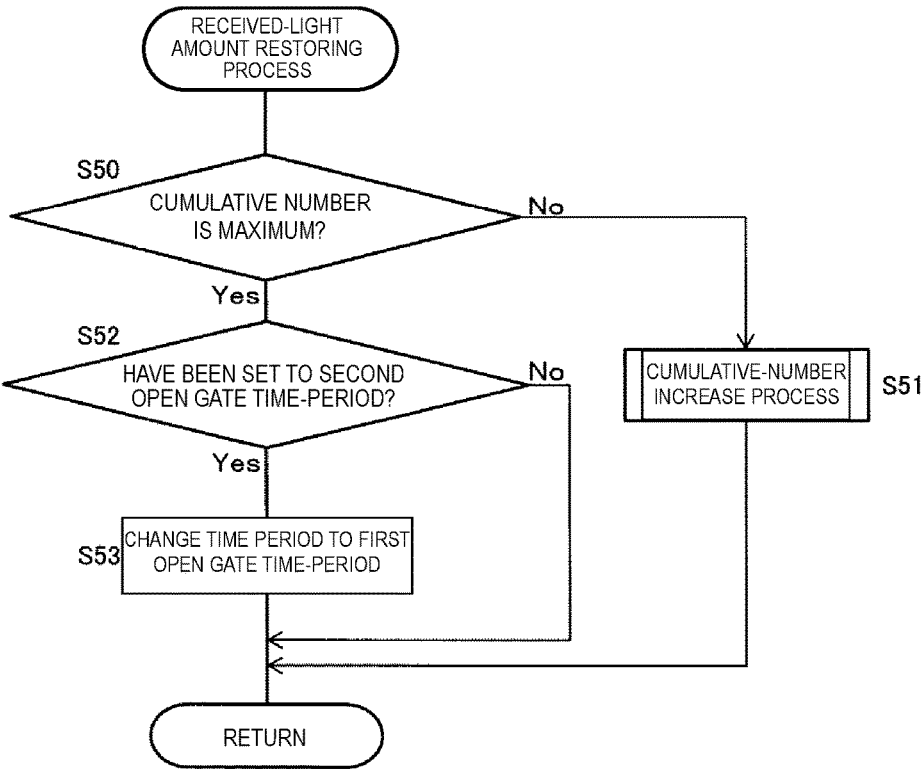 RECEIVED-LIGHT
AMOUNT RESTORING
PROCESS
S50
CUMULATIVE NUMBER
IS MAXIMUM?
No
Yes
S52
HAVE BEEN SET TO SECOND
OPEN GATE TIME-PERIOD?
No
CUMULATIVE-NUMBER
INCREASE PROCESS
S51
Yes
S53
CHANGE TIME PERIOD TO FIRST
OPEN GATE TIME-PERIOD
RETURN